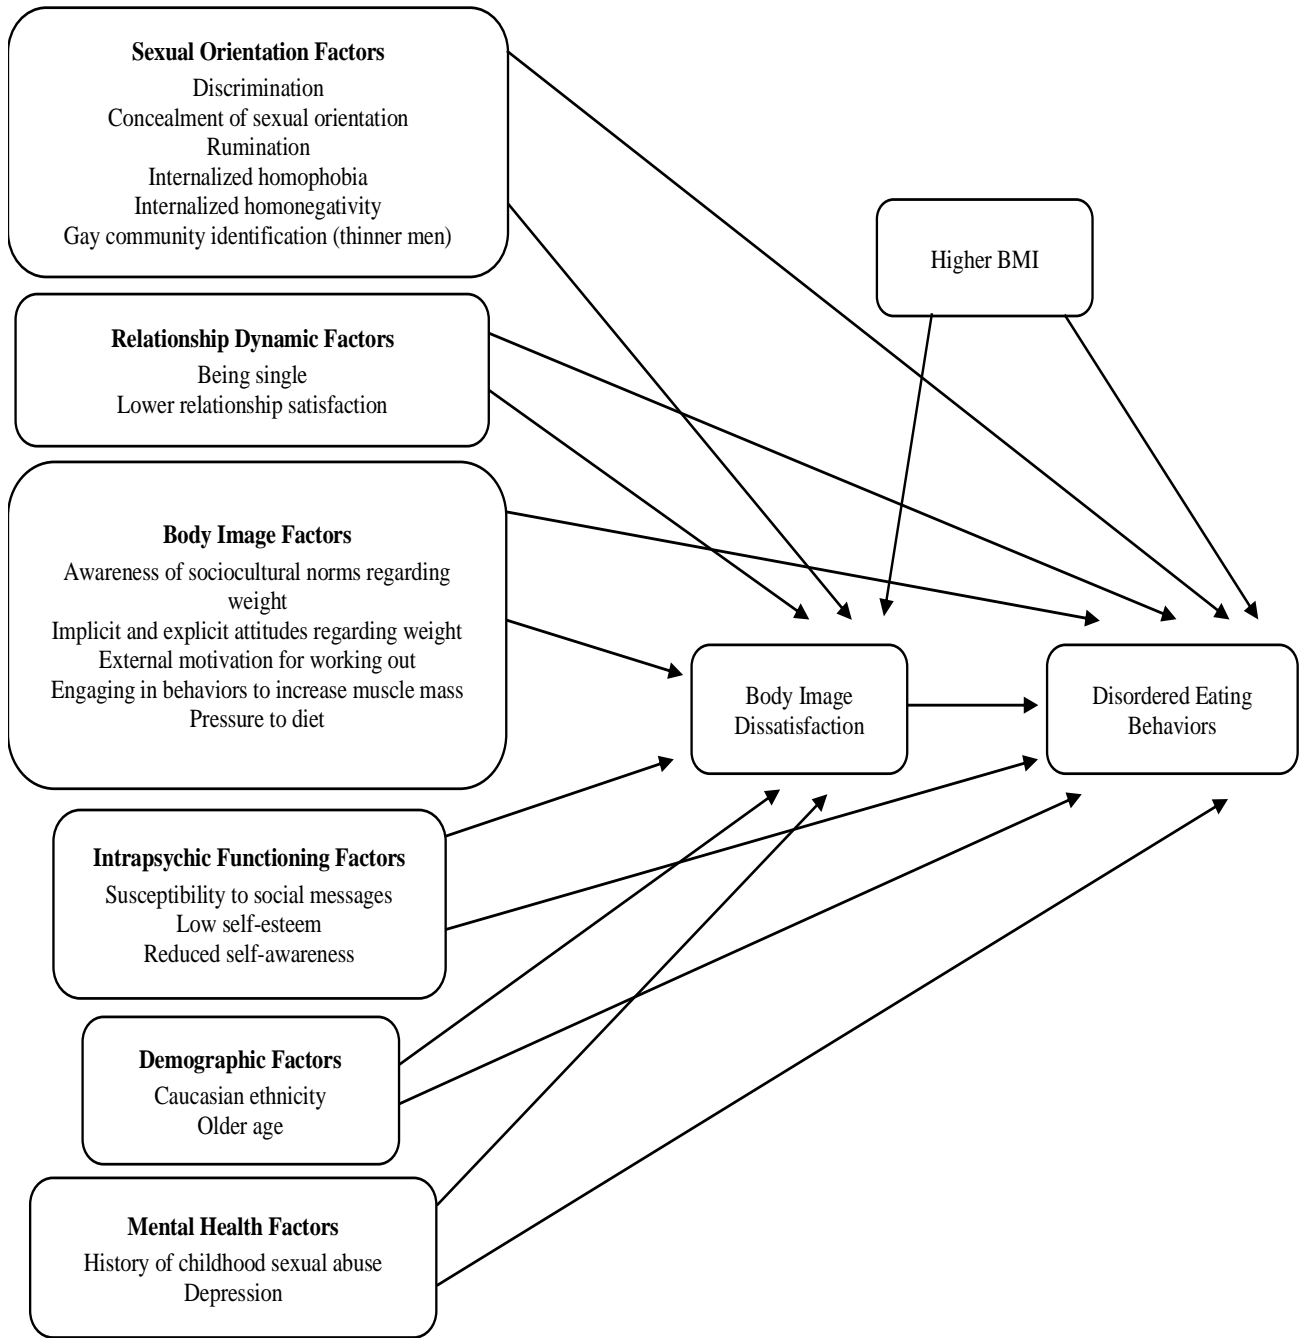 Sexual Orientation Factors
Discrimination
Concealment of sexual orientation
Rumination
Internalized homophobia
Internalized homonegativity
Gay community identification (thinner men)
Higher BMI
Relationship Dynamic Factors
Being single
Lower relationship satisfaction
Body Image Factors
Awareness of sociocultural norms regarding
weight
Implicit and explicit attitudes regarding weight
External motivation for working out
Engaging in behaviors to increase muscle mass
Pressure to diet
Body Image
Dissatisfaction
Disordered Eating
Behaviors
Intrapsychic Functioning Factors
Susceptibility to social messages
Low self-esteem
Reduced self-awareness
Demographic Factors
Caucasian ethnicity
Older age
Mental Health Factors
History of childhood sexual abuse
Depression